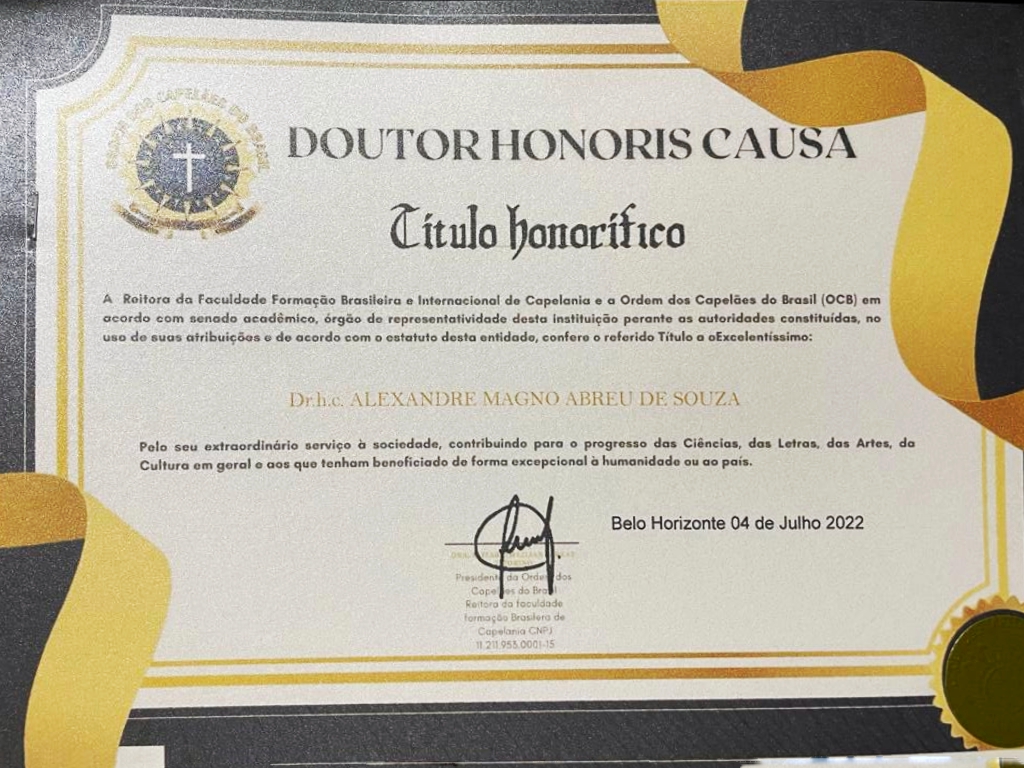 ORDEM DOS CAPELÃES DO BRASIL
DOUTOR HONORIS CAUSA
Título honorífico
A Reitora da Faculdade Formação Brasileira e Internacional de Capelania e a Ordem dos Capelães do Brasil (OCB) em
acordo com senado acadêmico, órgão de representatividade desta instituição perante as autoridades constituídas, no
uso de suas atribuições e de acordo com o estatuto desta entidade, confere o referido Título a oExcelentíssimo:
Dr.h.c. ALEXANDRE MAGNO ABREU DE SOUZA
Pelo seu extraordinário serviço à sociedade, contribuindo para o progresso das Ciências, das Letras, das Artes, da
Cultura em geral e aos que tenham beneficiado de forma excepcional à humanidade ou ao país.
Belo Horizonte 04 de Julho 2022
Presidente da Ordem dos
Capelães do Brasil
Reitora da faculdade
formação Brasilera de
Capelania CNPJ
11.211.953.0001-15